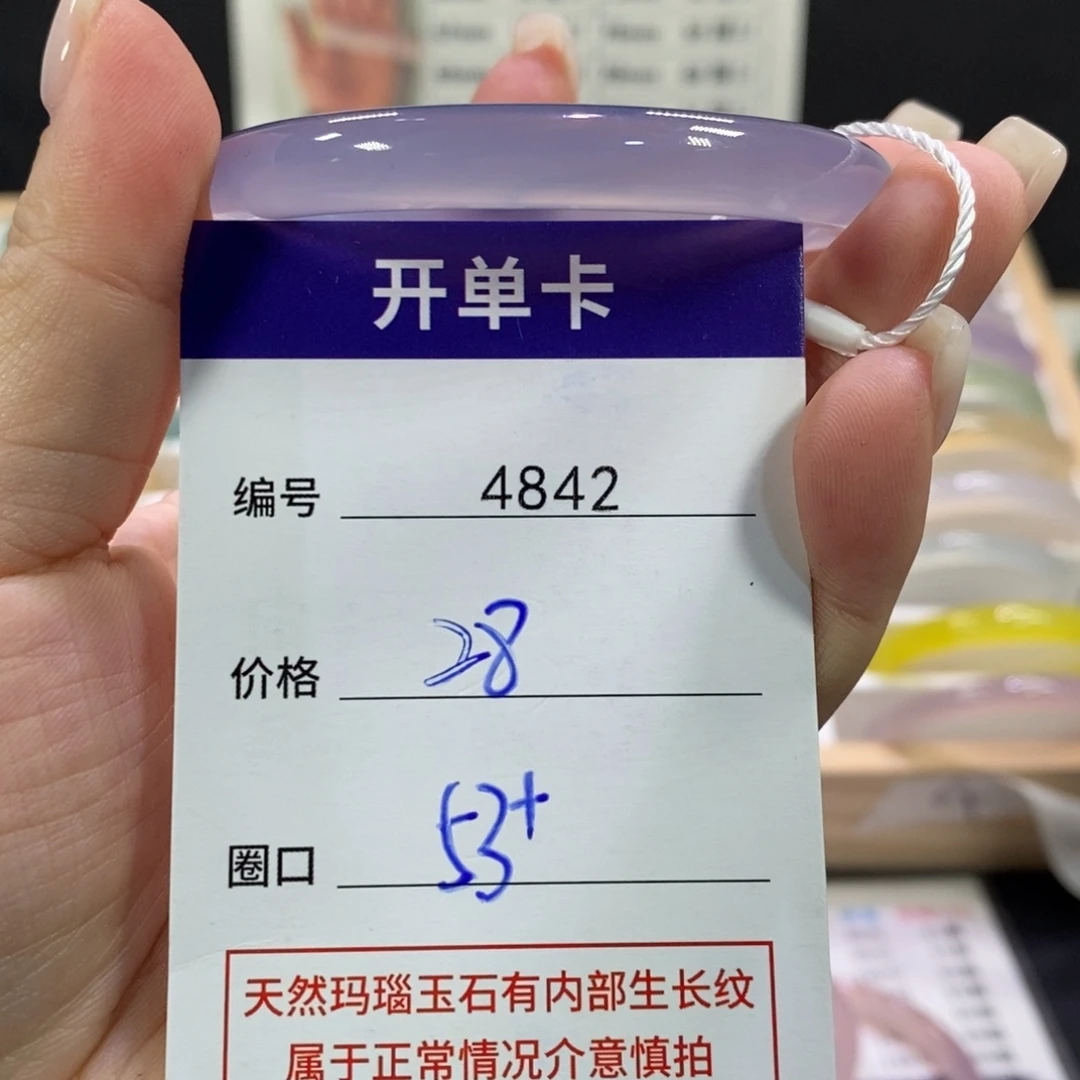 开单卡
编号 4842
价格 28
圈口 53+
天然玛瑙玉石有内部生长纹
属于正常情况介意慎拍